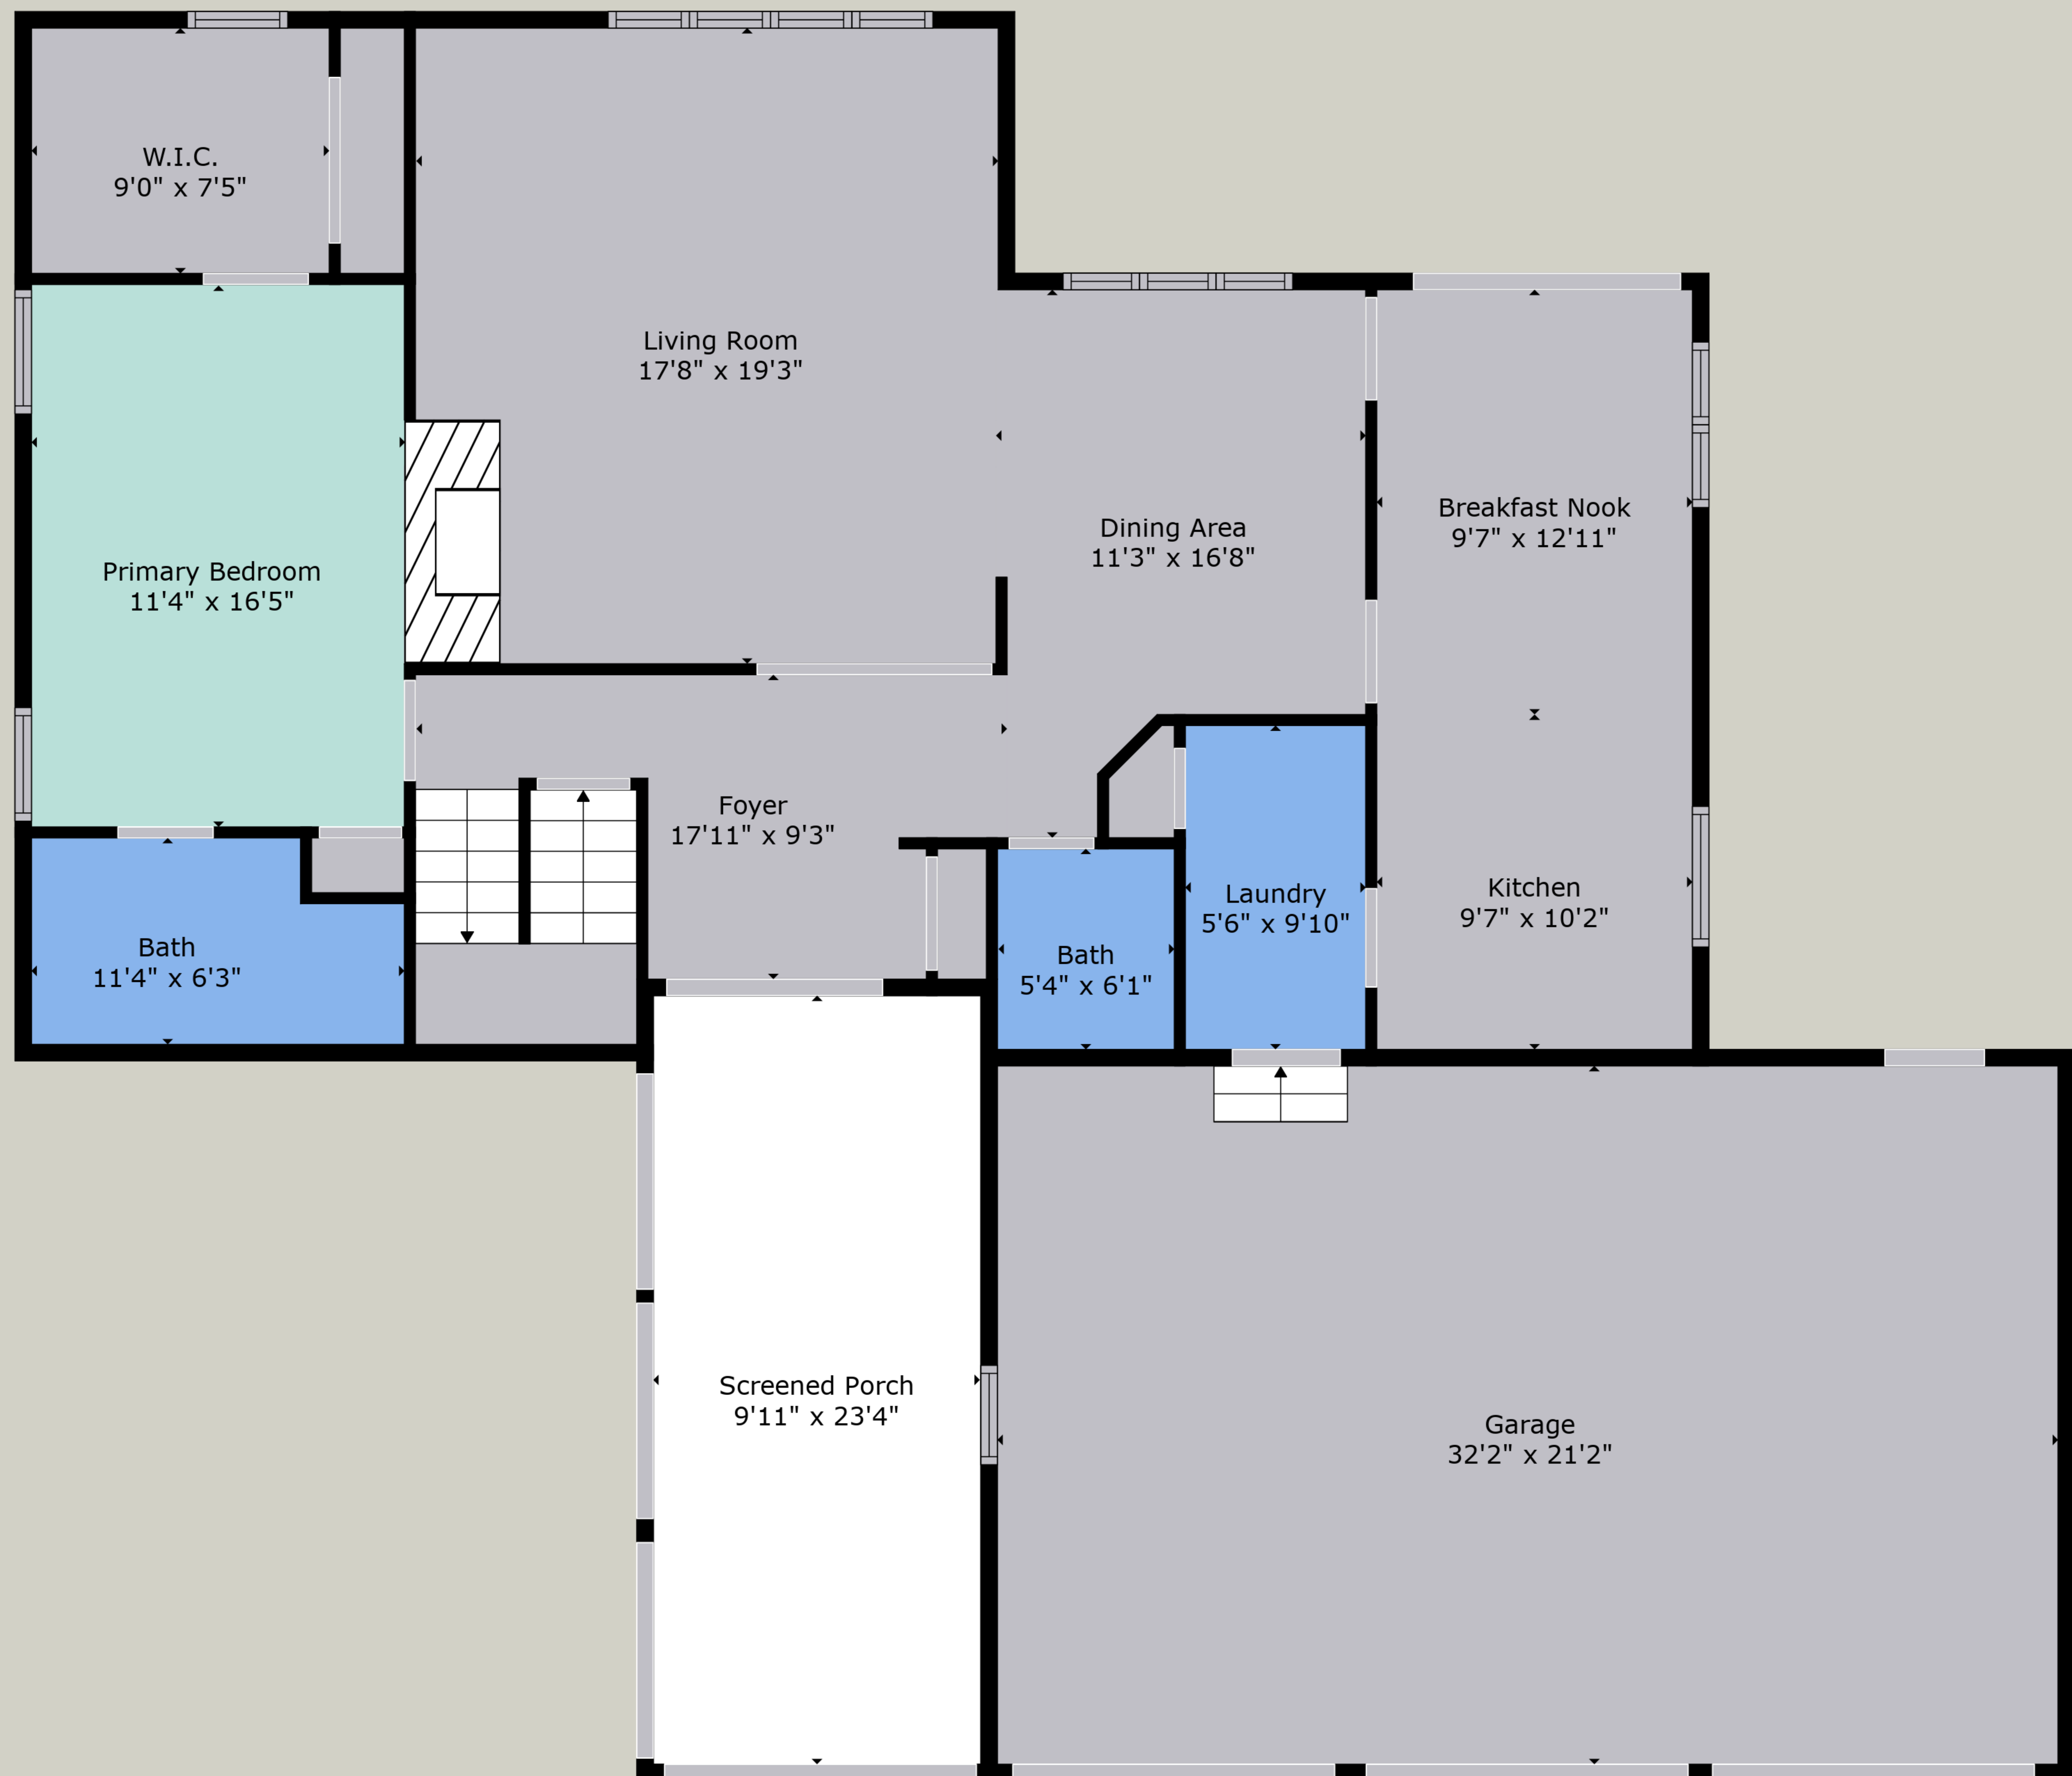 W.I.C.
9'0" x 7'5"
Living Room
17'8" x 19'3"
Breakfast Nook
9'7" x 12'11"
Dining Area
11'3" x 16'8"
Primary Bedroom
11'4" x 16'5"
Foyer
17'11" x 9'3"
Laundry
5'6" x 9'10"
Kitchen
9'7" x 10'2"
Bath
11'4" x 6'3"
Bath
5'4" x 6'1"
Screened Porch
9'11" x 23'4"
Garage
32'2" x 21'2"